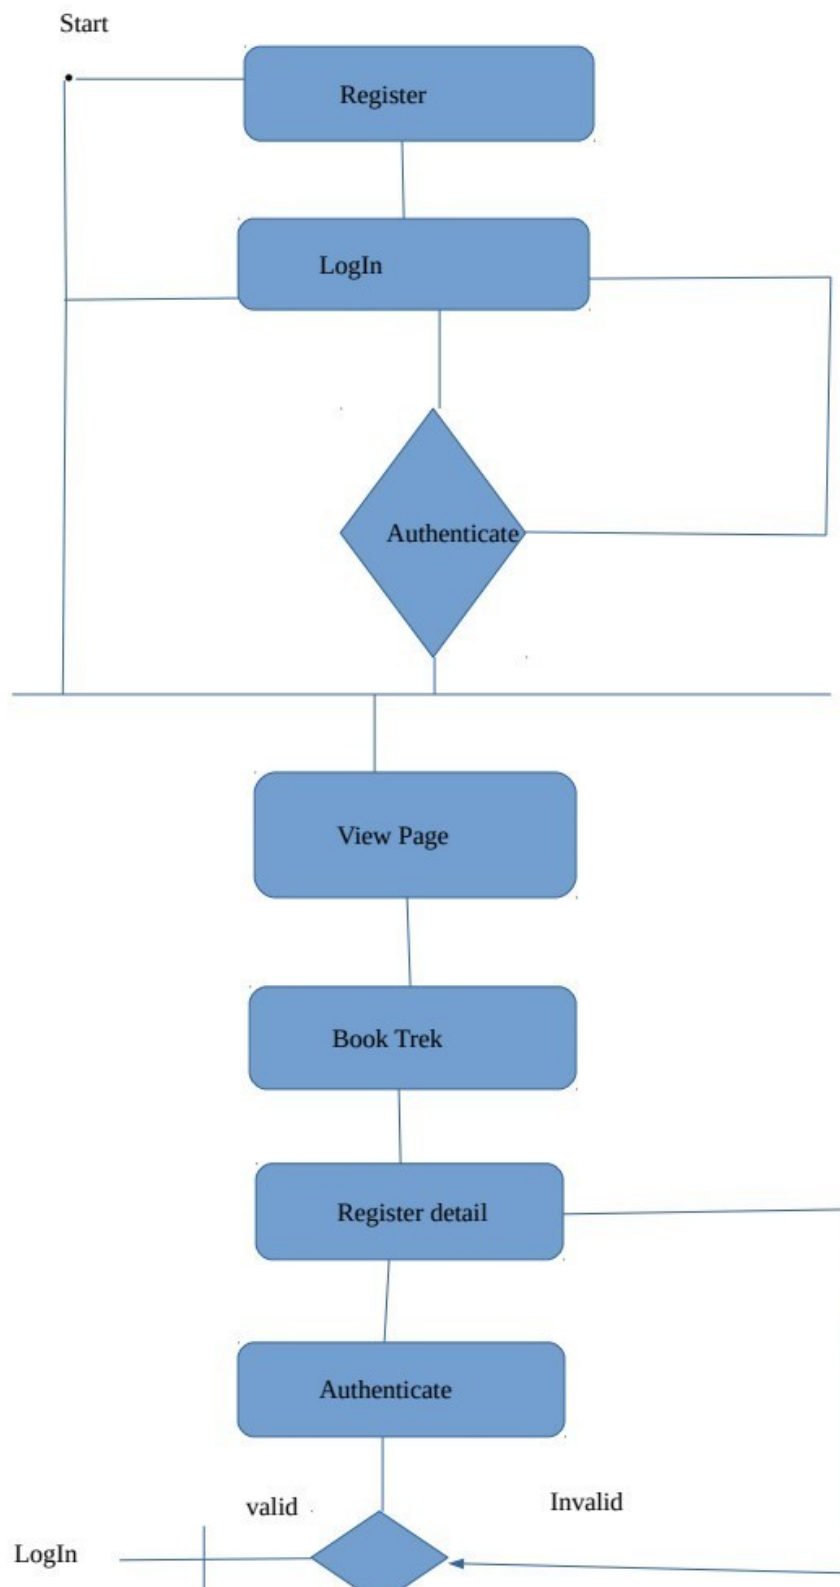 Start
Register
LogIn
Authenticate
View Page
Book Trek
Register detail
Authenticate
valid
Invalid
LogIn